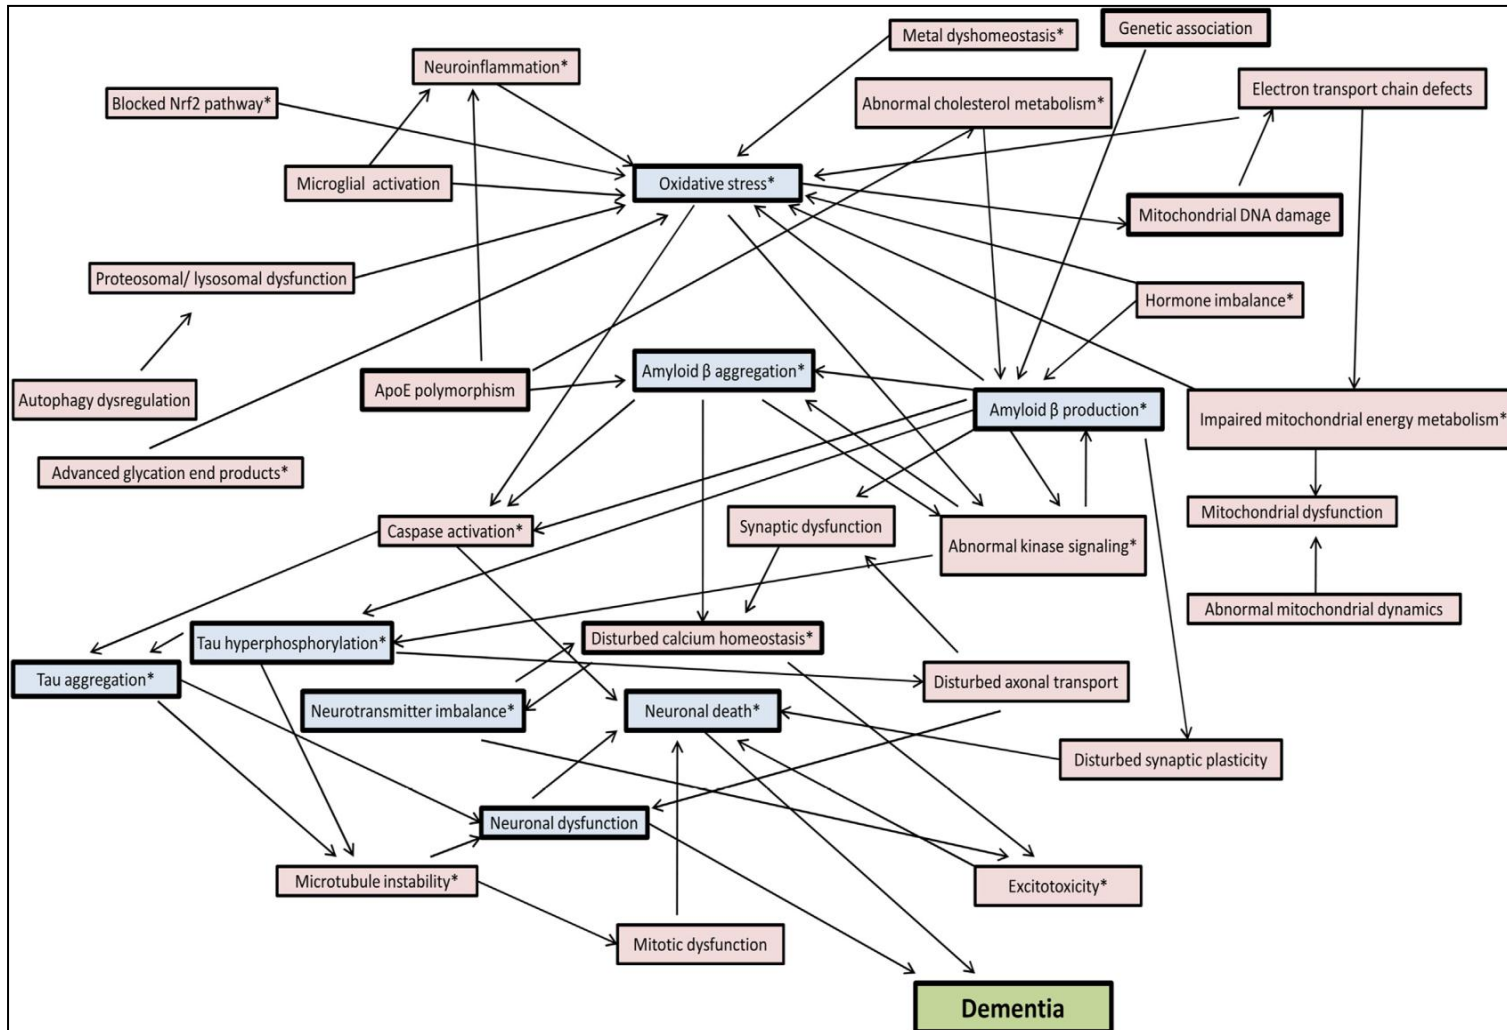 Metal dyshomeostasis*
Genetic association
Neuroinflammation*
Electron transport chain defects
Blocked Nrf2 pathway*
Abnormal cholesterol metabolism*
Microglial activation
Oxidative stress*
Mitochondrial DNA damage
Proteosomal/ lysosomal dysfunction
Hormone imbalance*
Amyloid β aggregation*
Autophagy dysregulation
ApoE polymorphism
Amyloid β production*
Impaired mitochondrial energy metabolism*
Advanced glycation end products*
Mitochondrial dysfunction
Caspase activation*
Synaptic dysfunction
Abnormal kinase signaling*
Abnormal mitochondrial dynamics
Tau hyperphosphorylation*
Disturbed calcium homeostasis*
Tau aggregation*
Disturbed axonal transport
Neurotransmitter imbalance*
Neuronal death*
Disturbed synaptic plasticity
Neuronal dysfunction
Microtubule instability*
Excitotoxicity*
Mitotic dysfunction
Dementia